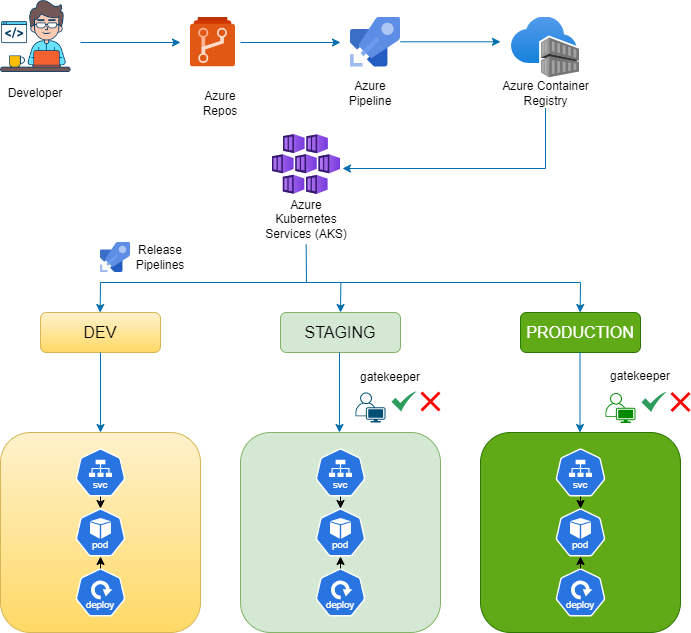 </>
Developer
Azure
Repos
Azure
Pipeline
Azure Container
Registry
Azure
Kubernetes
Services (AKS)
Release
Pipelines
DEV
STAGING
PRODUCTION
gatekeeper
gatekeeper
svc
pod
deploy
svc
pod
deploy
svc
pod
deploy